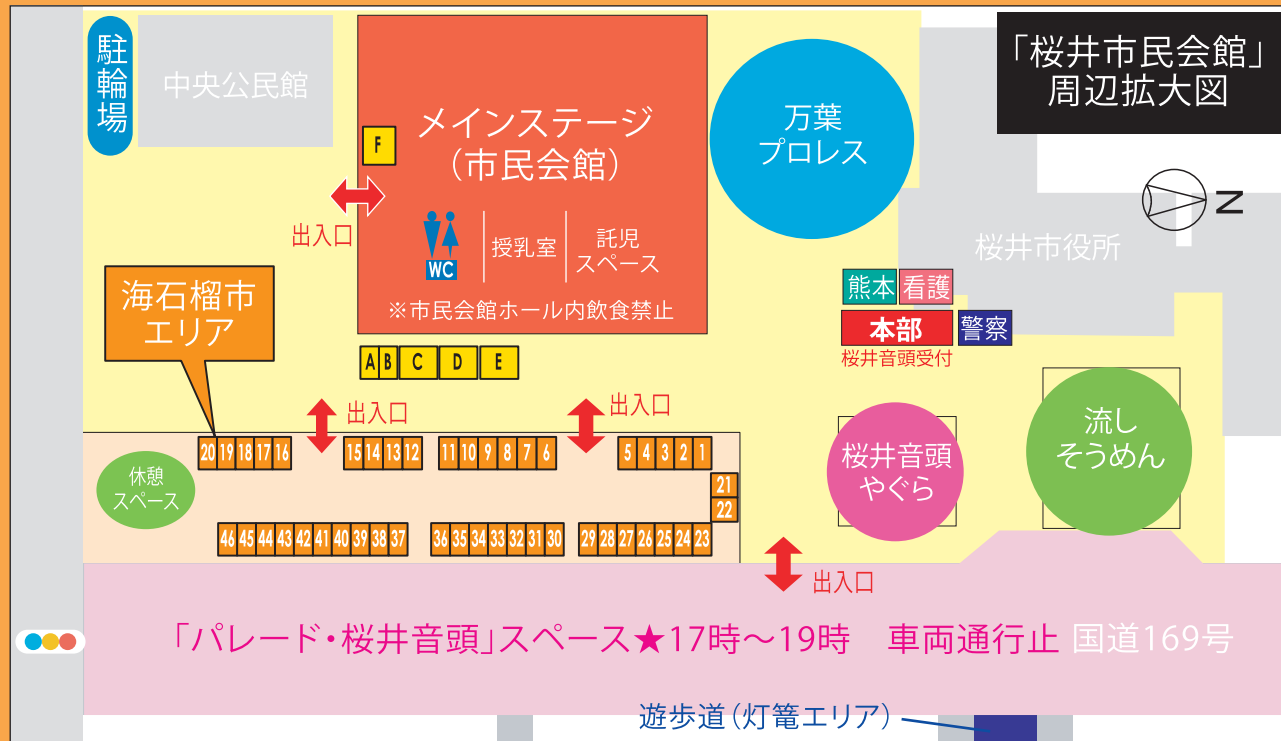 「桜井市民会館」
周辺拡大図
駐輪場
中央公民館
メインステージ
（市民会館）
F
出入口
WC
授乳室
託児
スペース
※市民会館ホール内飲食禁止
万葉
プロレス
N
桜井市役所
熊本
看護
本部
警察
桜井音頭受付
海石榴市
エリア
A B C D E
出入口
出入口
桜井音頭
やぐら
流し
そうめん
休憩
スペース
20 19 18 17 16
15 14 13 12
11 10 9 8 7 6
5 4 3 2 1
21
22
46 45 44 43 42 41 40 39 38 37
36 35 34 33 32 31 30
29 28 27 26 25 24 23
出入口
「パレード・桜井音頭」スペース★17時～19時　車両通行止 国道169号
遊歩道（灯篭エリア）